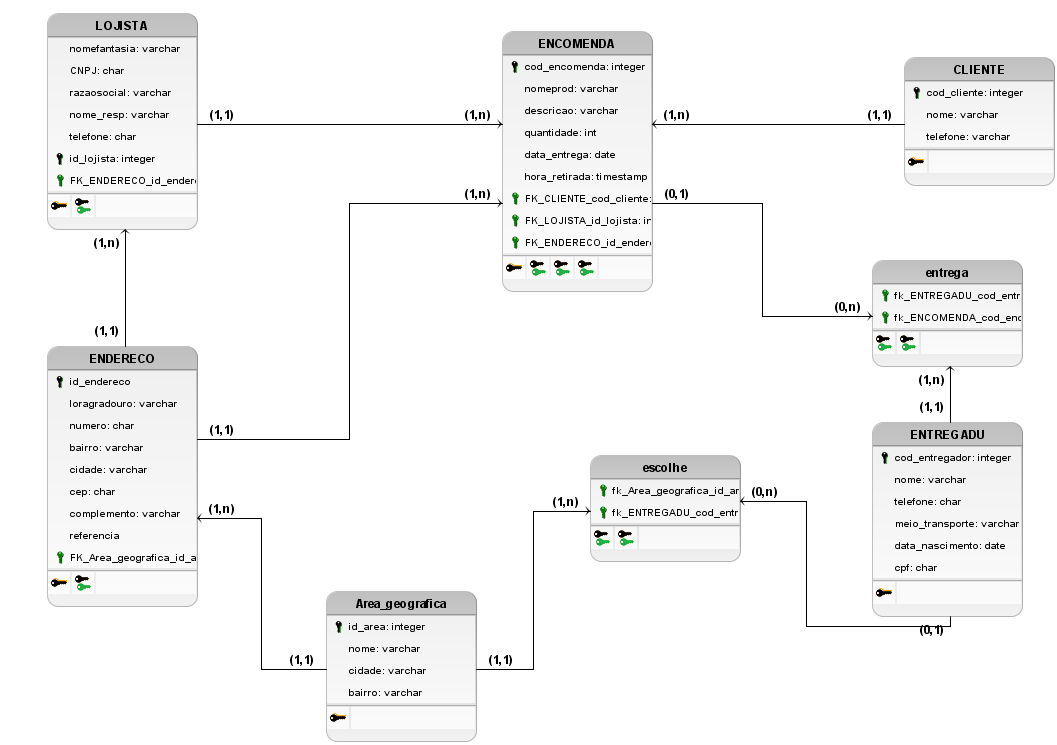 LOJISTA
nomefantasia: varchar
CNPJ: char
razaosocial: varchar
nome_resp: varchar
telefone: char
id_lojista: integer
FK_ENDERECO_id_endere
(1,1)
(1,n)
ENCOMENDA
cod_encomenda: integer
nomeprod: varchar
descricao: varchar
quantidade: int
data_entrega: date
hora_retirada: timestamp
FK_CLIENTE_cod_cliente:
FK_LOJISTA_id_lojista: in
FK_ENDERECO_id_endere
(1,n)
(1,1)
CLIENTE
cod_cliente: integer
nome: varchar
telefone: varchar
(1,n)
(0,1)
(1,n)
(1,1)
(0,n)
entrega
fk_ENTREGADU_cod_entr
fk_ENCOMENDA_cod_enc
(1,n)
(1,1)
ENDERECO
id_endereco
loragradouro: varchar
numero: char
bairro: varchar
cidade: varchar
cep: char
complemento: varchar
referencia
FK_Area_geografica_id_a
(1,1)
(1,n)
ENTREGADU
cod_entregador: integer
nome: varchar
telefone: char
meio_transporte: varchar
data_nascimento: date
cpf: char
(0,1)
escolhe
fk_Area_geografica_id_ar
fk_ENTREGADU_cod_entr
(1,n)
(0,n)
Area_geografica
id_area: integer
nome: varchar
cidade: varchar
bairro: varchar
(1,1)
(1,1)